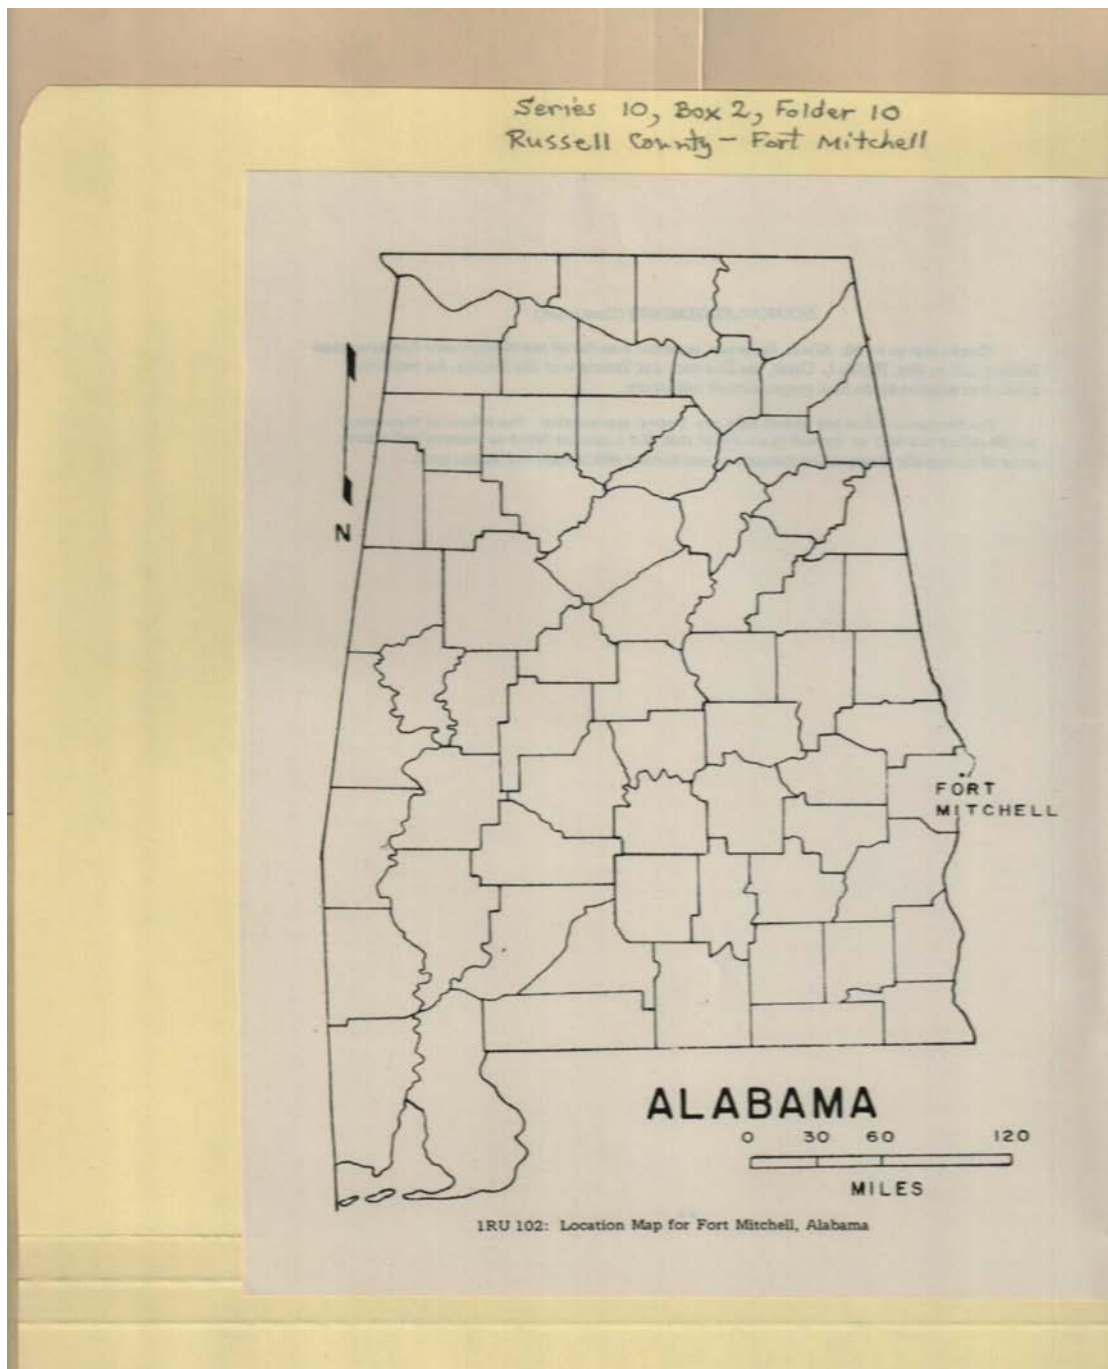 Series 10, Box 2, Folder 10
Russell County - Fort Mitchell
N
FORT
MITCHELL
ALABAMA
0 30 60 120
MILES
1RU 102: Location Map for Fort Mitchell, Alabama